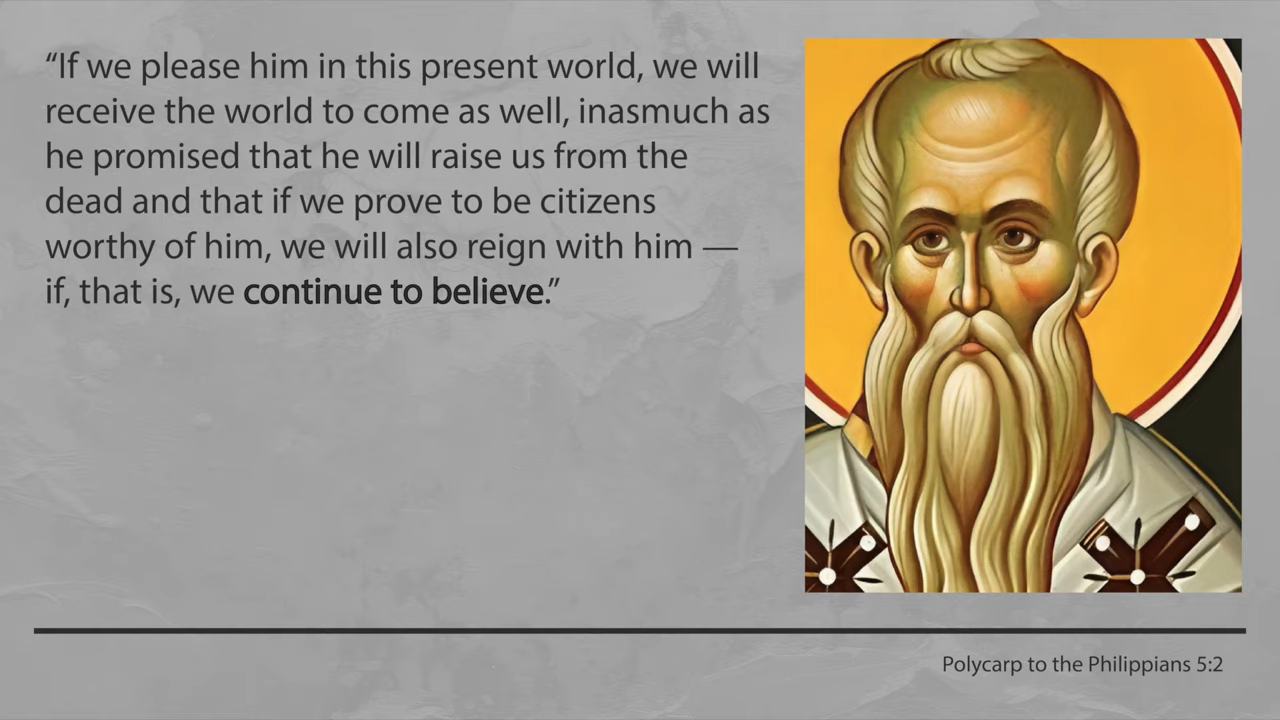 “If we please him in this present world, we will
receive the world to come as well, inasmuch as
he promised that he will raise us from the
dead and that if we prove to be citizens
worthy of him, we will also reign with him —
if, that is, we continue to believe.”
Polycarp to the Philippians 5:2